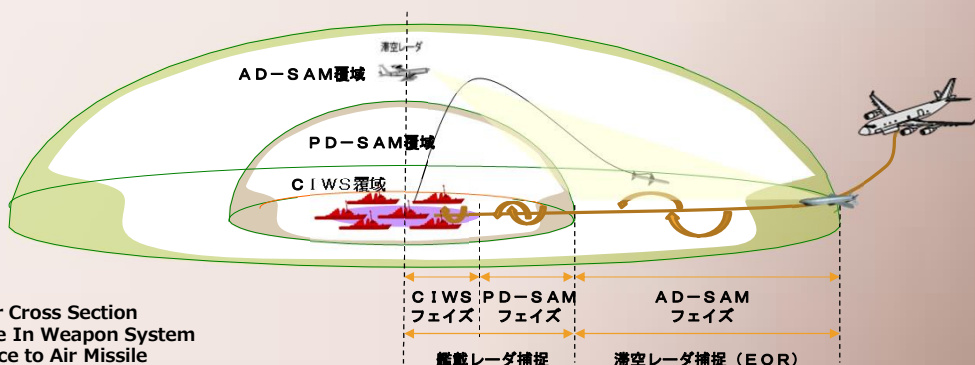 滞空レーダ
ＡＤ－ＳＡＭ覆域
ＰＤ－ＳＡＭ覆域
ＣＩＷＳ覆域
ＣＩＷＳ
フェイズ
ＰＤ－ＳＡＭ
フェイズ
ＡＤ－ＳＡＭ
フェイズ
艦載レーダ捕捉
滞空レーダ捕捉（ＥＯＲ）
r Cross Section
e In Weapon System
ce to Air Missile